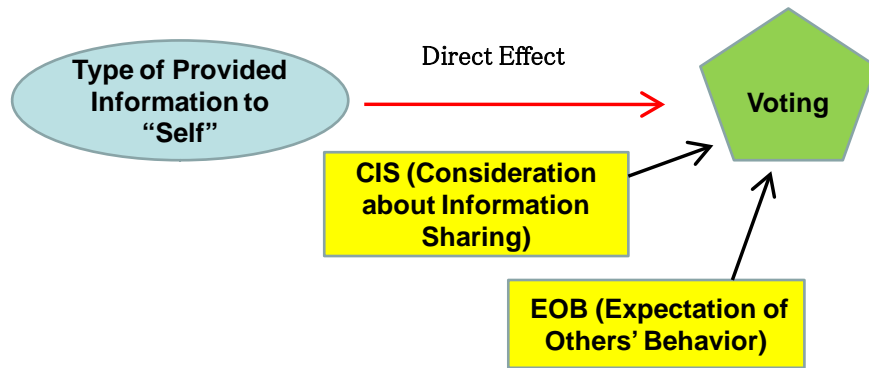 Direct Effect
Type of Provided
Information to
“Self”
Voting
CIS (Consideration
about Information
Sharing)
EOB (Expectation of
Others’ Behavior)